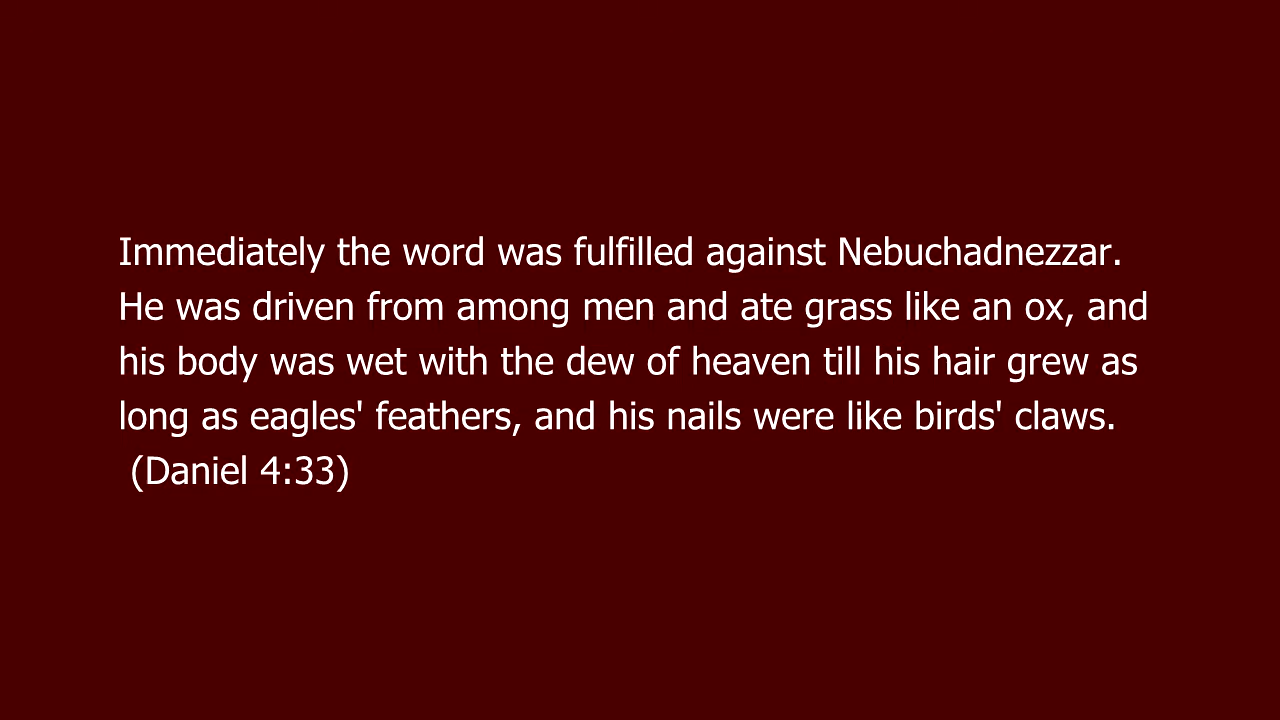 Immediately the word was fulfilled against Nebuchadnezzar.
He was driven from among men and ate grass like an ox, and
his body was wet with the dew of heaven till his hair grew as
long as eagles' feathers, and his nails were like birds' claws.
(Daniel 4:33)